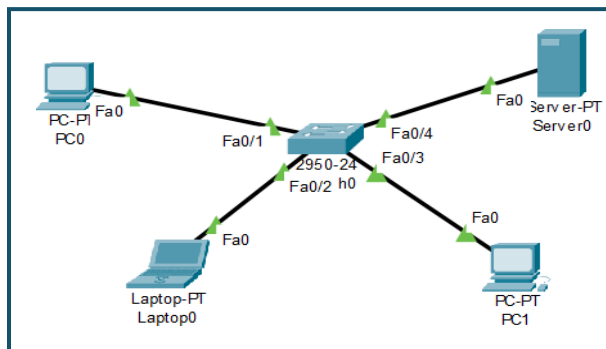 Fa0
PC-PT
PC0
Fa0/1
Fa0
Server-PT
Server0
Fa0/4
2950-24
Fa0/3
Fa0/2
h0
Fa0
Laptop-PT
Laptop0
Fa0
PC-PT
PC1